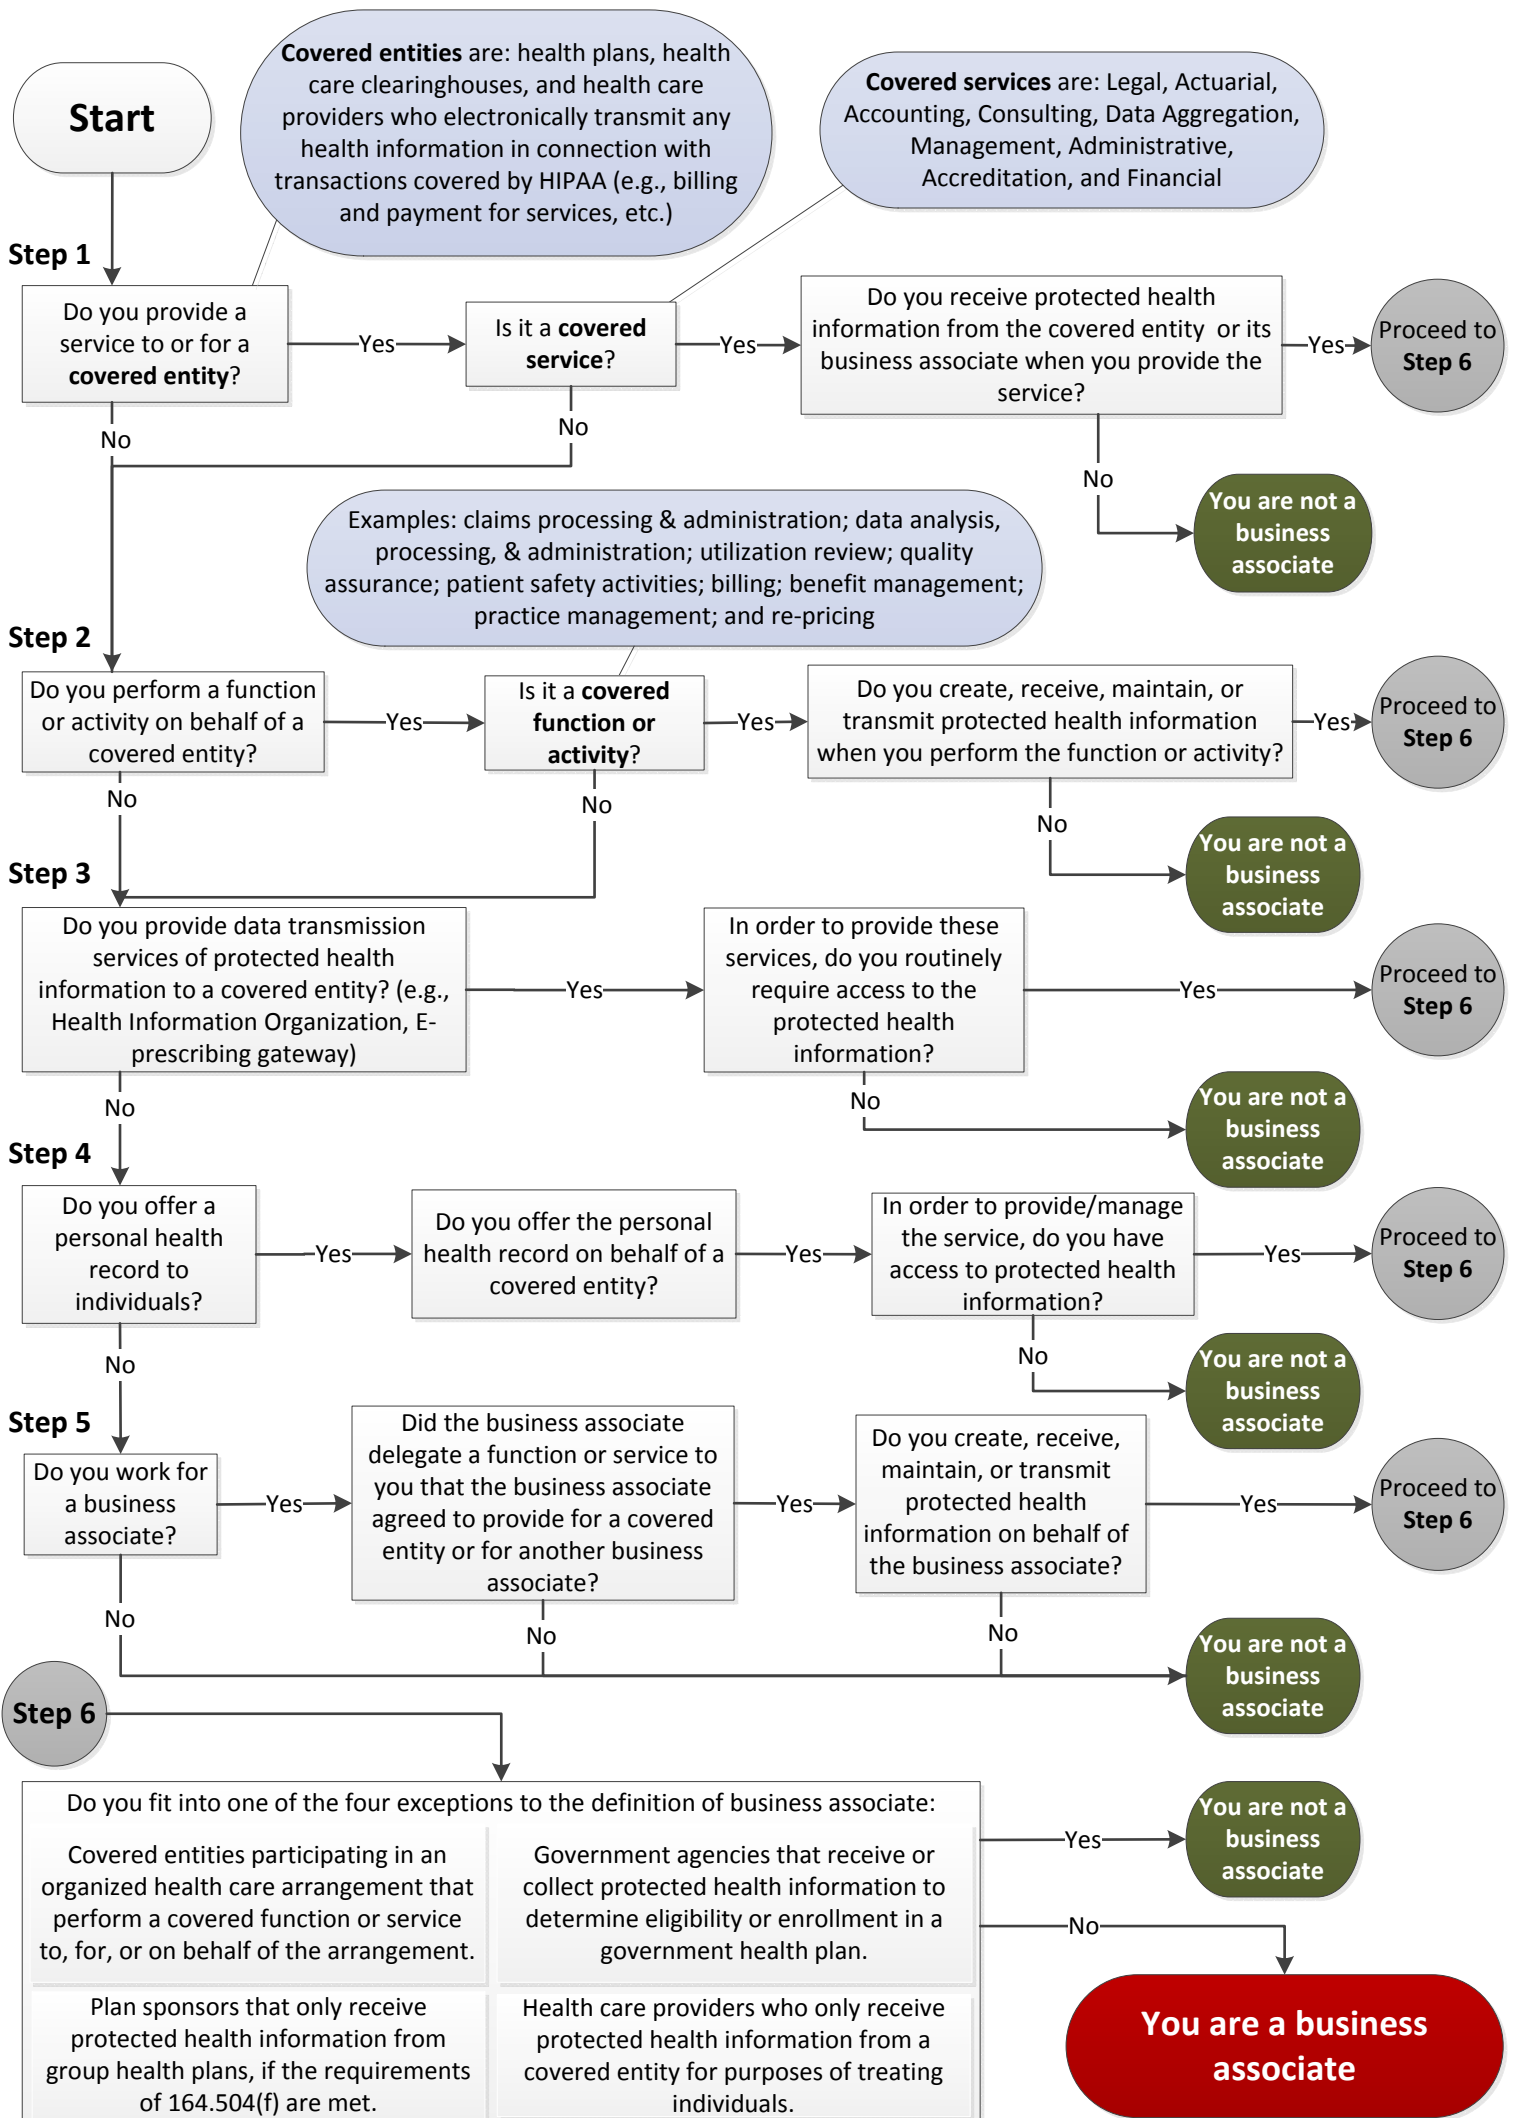 Start
Covered entities are: health plans, health
care clearinghouses, and health care
providers who electronically transmit any
health information in connection with
transactions covered by HIPAA (e.g., billing
and payment for services, etc.)
Covered services are: Legal, Actuarial,
Accounting, Consulting, Data Aggregation,
Management, Administrative,
Accreditation, and Financial
Step 1
Do you provide a
service to or for a
covered entity?
Yes
Is it a covered
service?
Yes
Do you receive protected health
information from the covered entity or its
business associate when you provide the
service?
Yes
Proceed to
Step 6
No
No
No
You are not a
business
associate
Examples: claims processing & administration; data analysis,
processing, & administration; utilization review; quality
assurance; patient safety activities; billing; benefit management;
practice management; and re-pricing
Step 2
Do you perform a function
or activity on behalf of a
covered entity?
Yes
Is it a covered
function or
activity?
Yes
Do you create, receive, maintain, or
transmit protected health information
when you perform the function or activity?
Yes
Proceed to
Step 6
No
No
No
You are not a
business
associate
Step 3
Do you provide data transmission
services of protected health
information to a covered entity? (e.g.,
Health Information Organization, E-
prescribing gateway)
Yes
In order to provide these
services, do you routinely
require access to the
protected health
information?
Yes
Proceed to
Step 6
No
No
You are not a
business
associate
Step 4
Do you offer a
personal health
record to
individuals?
Yes
Do you offer the personal
health record on behalf of a
covered entity?
Yes
In order to provide/manage
the service, do you have
access to protected health
information?
Yes
Proceed to
Step 6
No
No
You are not a
business
associate
Step 5
Do you work for
a business
associate?
Yes
Did the business associate
delegate a function or service to
you that the business associate
agreed to provide for a covered
entity or for another business
associate?
Yes
Do you create, receive,
maintain, or transmit
protected health
information on behalf of
the business associate?
Yes
Proceed to
Step 6
No
No
No
You are not a
business
associate
Step 6
Do you fit into one of the four exceptions to the definition of business associate:
Covered entities participating in an
organized health care arrangement that
perform a covered function or service
to, for, or on behalf of the arrangement.
Government agencies that receive or
collect protected health information to
determine eligibility or enrollment in a
government health plan.
Plan sponsors that only receive
protected health information from
group health plans, if the requirements
of 164.504(f) are met.
Health care providers who only receive
protected health information from a
covered entity for purposes of treating
individuals.
Yes
You are not a
business
associate
No
You are a business
associate